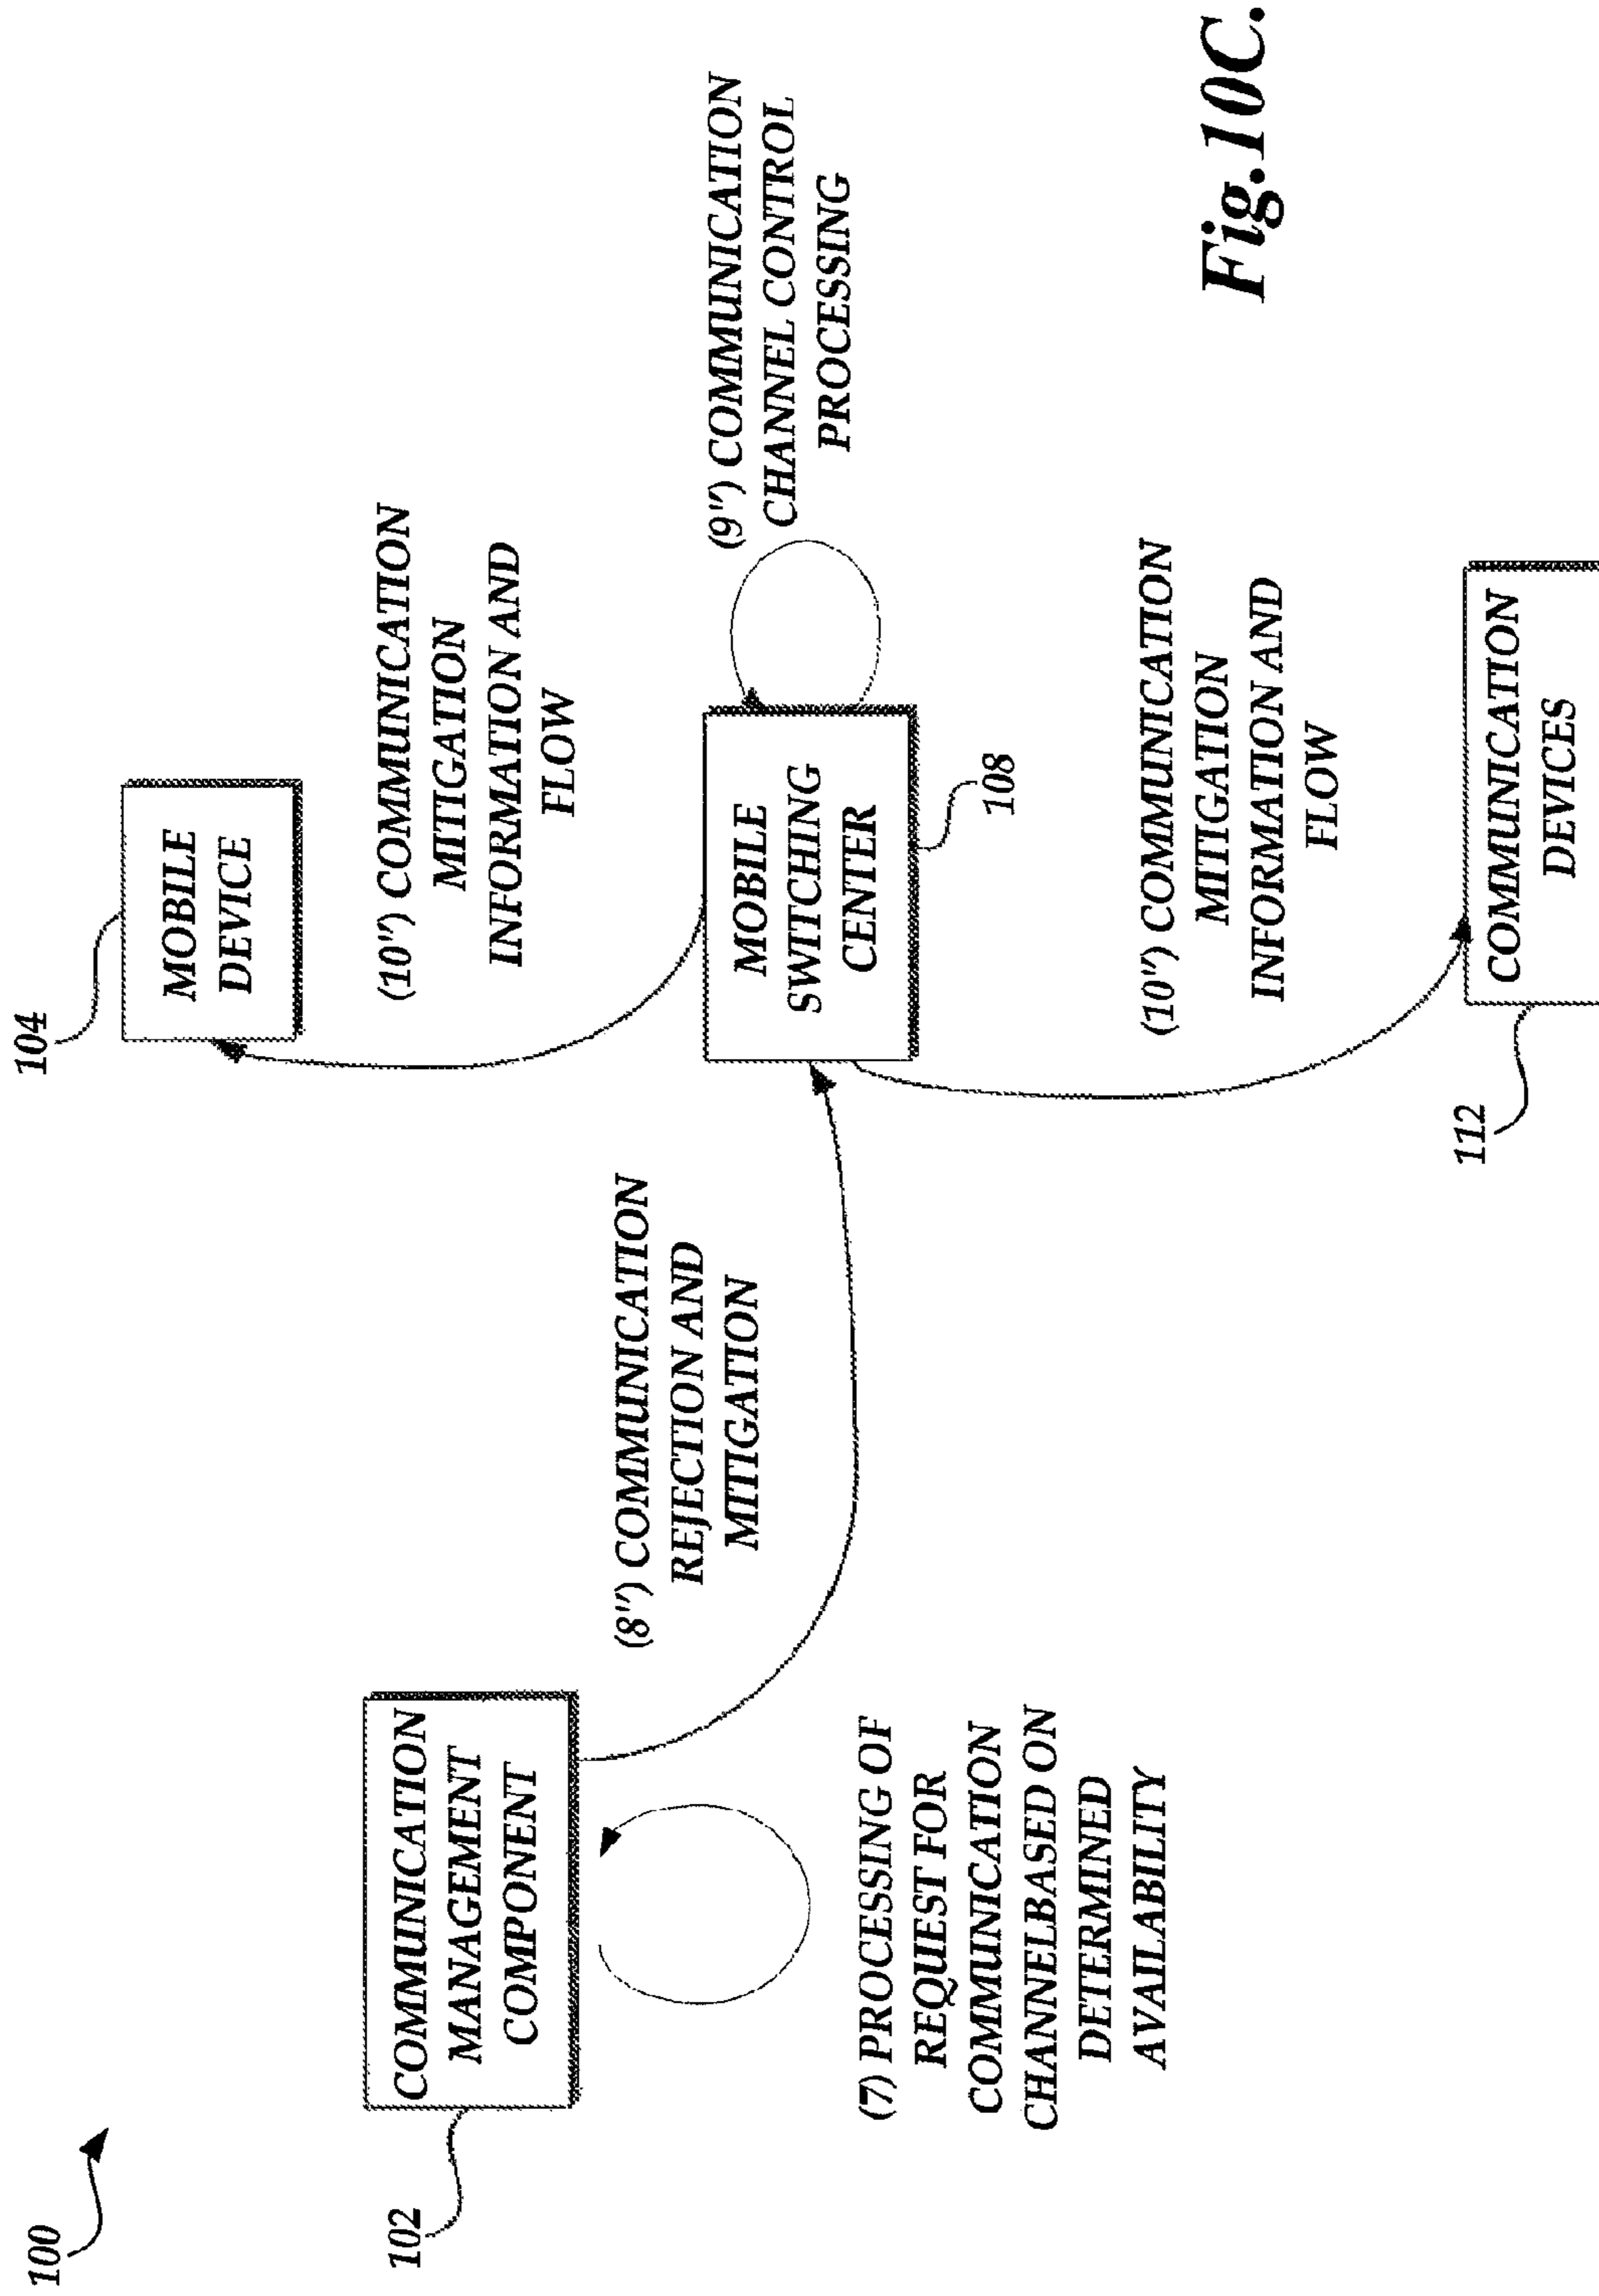 100
104
MOBILE
DEVICE
102
COMMUNICATION
MANAGEMENT
COMPONENT
(10") COMMUNICATION
MITIGATION
INFORMATION AND
FLOW
(8") COMMUNICATION
REJECTION AND
MITIGATION
MOBILE
SWITCHING
CENTER
108
(9") COMMUNICATION
CHANNEL CONTROL
PROCESSING
(7) PROCESSING OF
REQUEST FOR
COMMUNICATION
CHANNELBASED ON
DETERMINED
AVAILABILITY
(10") COMMUNICATION
MITIGATION
INFORMATION AND
FLOW
112
COMMUNICATION
DEVICES
Fig.10C.